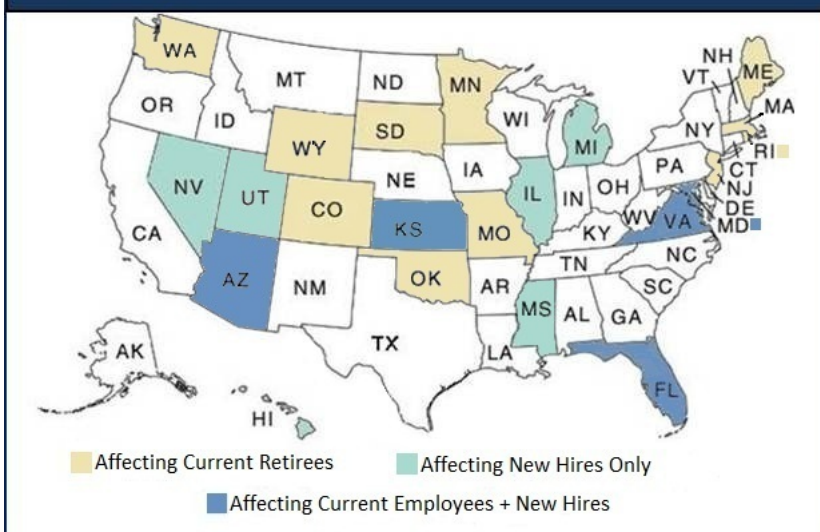 WA
MT
ND
MN
NH
VT
ME
OR
ID
SD
WI
MI
NY
MA
RI
WY
IA
PA
CT
NJ
NV
UT
CO
NE
IL
IN
OH
WV
DE
MD
CA
KS
MO
KY
VA
AZ
NM
OK
AR
TN
NC
SC
MS
AL
GA
AK
TX
LA
FL
HI
Affecting Current Retirees
Affecting New Hires Only
Affecting Current Employees + New Hires